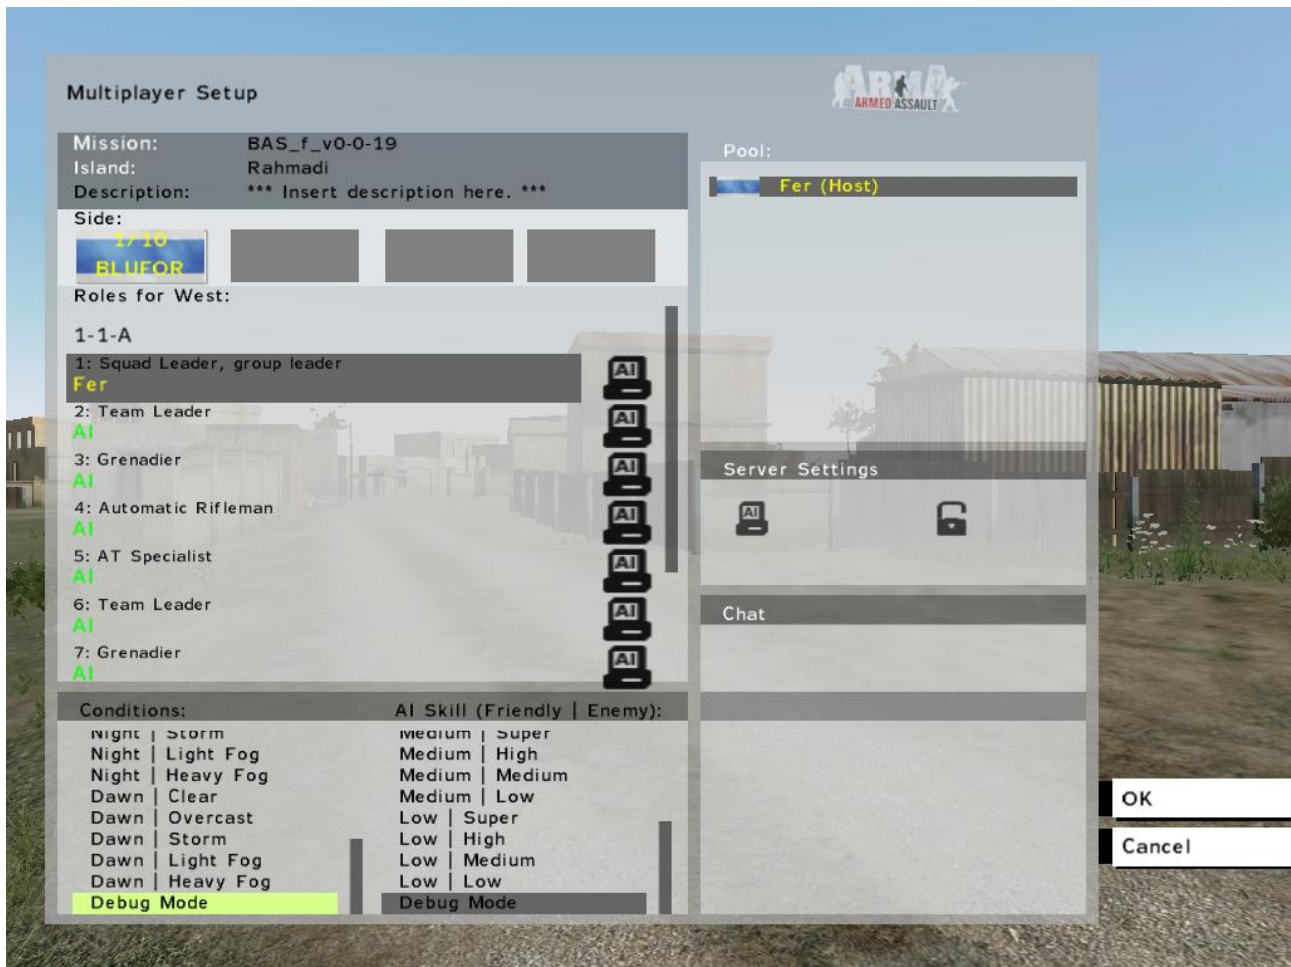 Multiplayer Setup
ARMA
ARMED ASSAULT
Mission: BAS_f_v0-0-19
Island: Rahmadi
Description: *** Insert description here. ***
Side:
1/10
BLUFOR
Roles for West:
1-1-A
1: Squad Leader, group leader
Fer
AI
2: Team Leader
AI
AI
3: Grenadier
AI
AI
4: Automatic Rifleman
AI
AI
5: AT Specialist
AI
AI
6: Team Leader
AI
AI
7: Grenadier
AI
AI
Pool:
Fer (Host)
Server Settings
AI
Chat
Conditions:
Night | Storm
Night | Light Fog
Night | Heavy Fog
Dawn | Clear
Dawn | Overcast
Dawn | Storm
Dawn | Light Fog
Dawn | Heavy Fog
Debug Mode
AI Skill (Friendly | Enemy):
Medium | Super
Medium | High
Medium | Medium
Medium | Low
Low | Super
Low | High
Low | Medium
Low | Low
Debug Mode
OK
Cancel